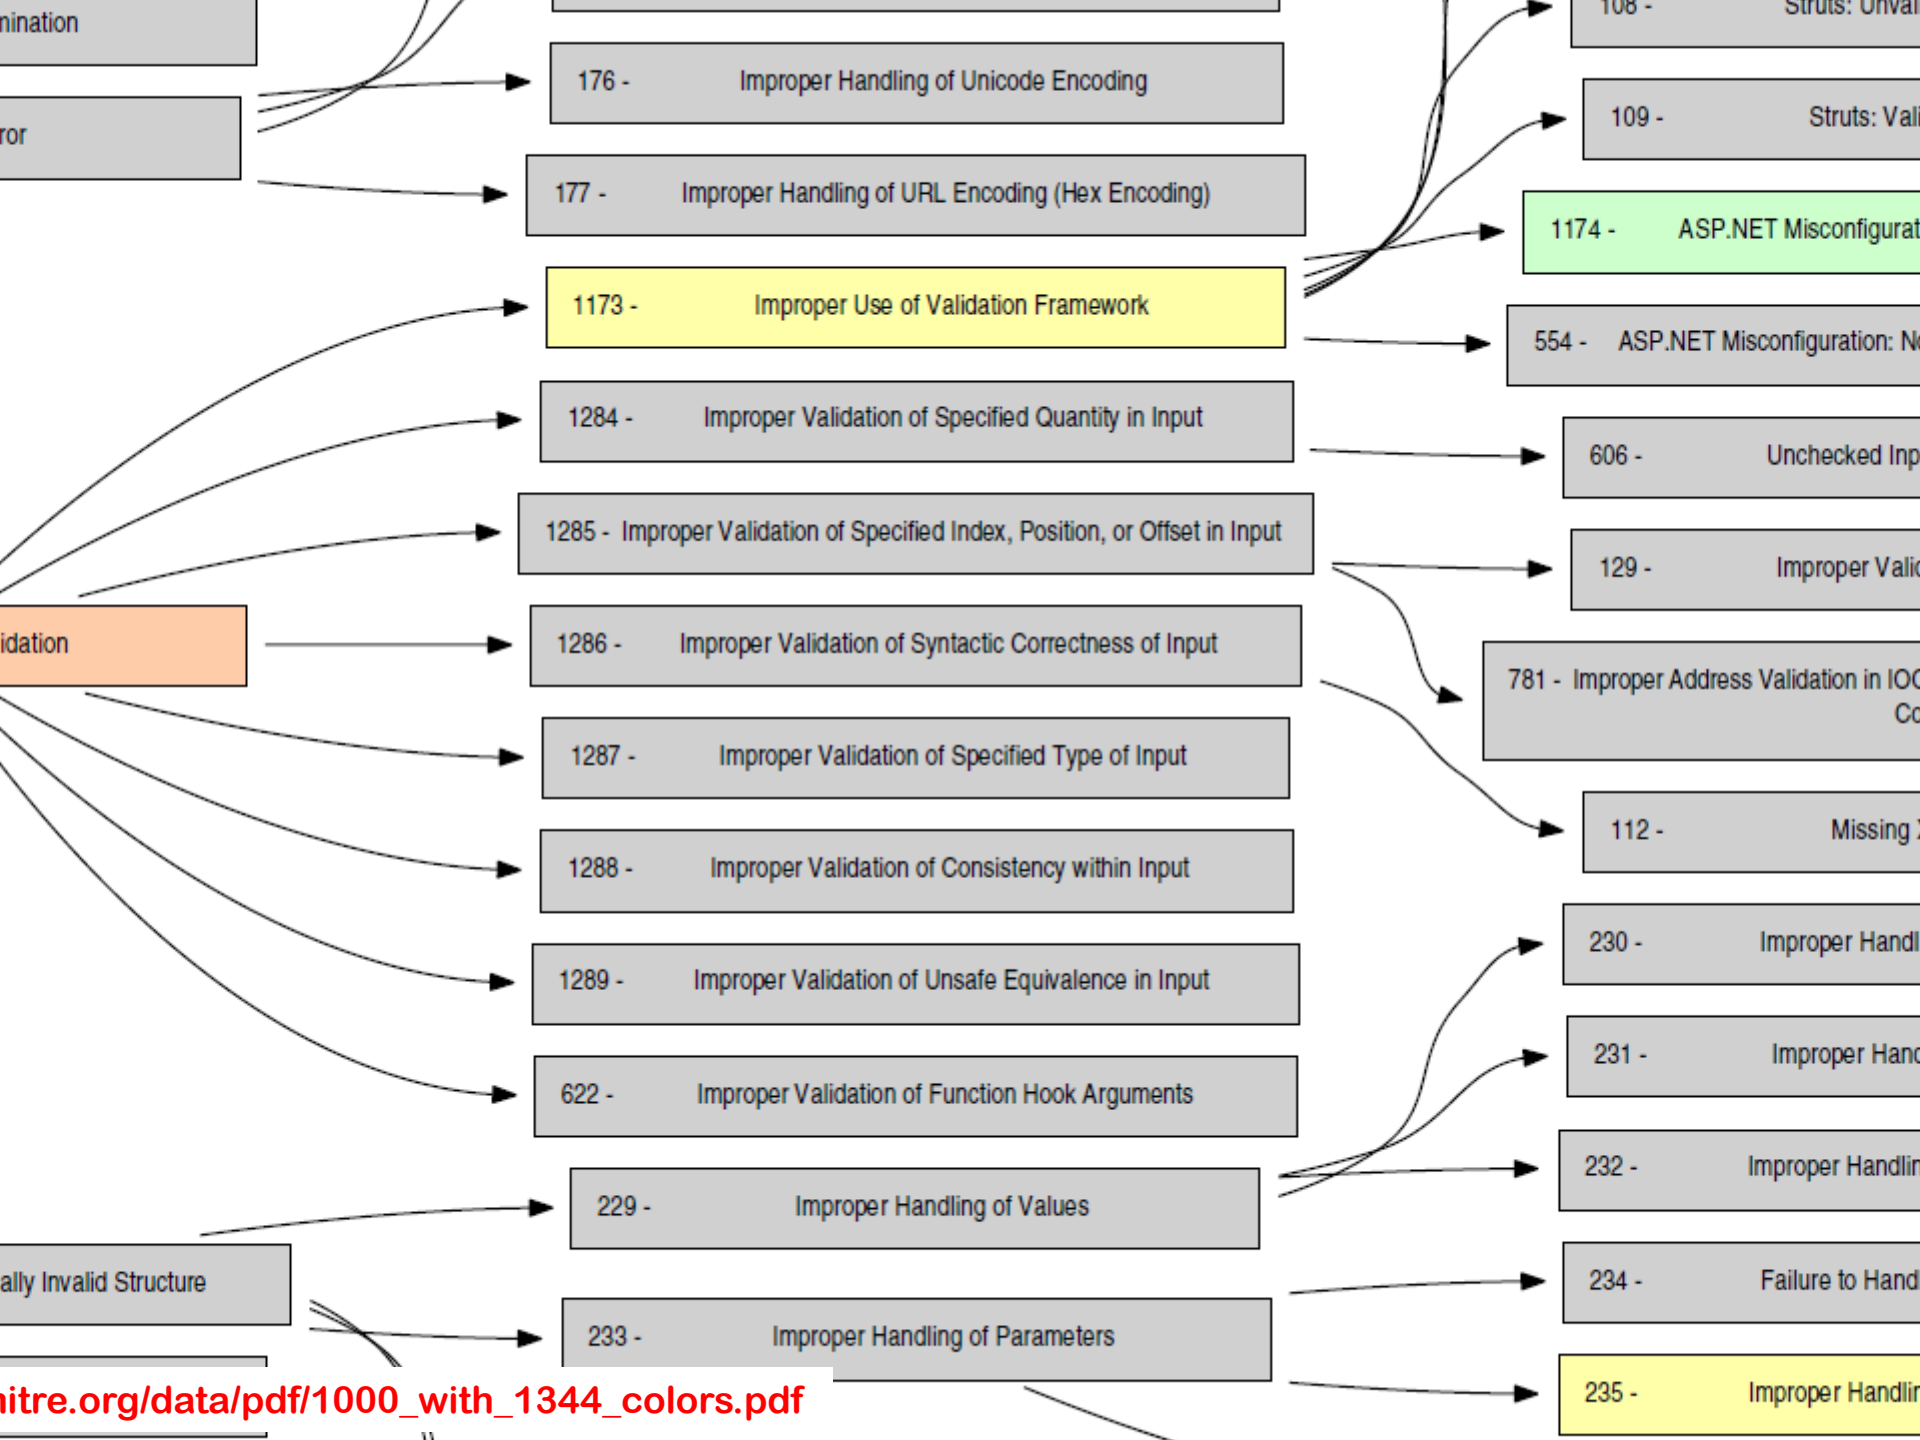 mination
ror
176 - Improper Handling of Unicode Encoding
177 - Improper Handling of URL Encoding (Hex Encoding)
1173 - Improper Use of Validation Framework
1284 - Improper Validation of Specified Quantity in Input
1285 - Improper Validation of Specified Index, Position, or Offset in Input
idation
1286 - Improper Validation of Syntactic Correctness of Input
1287 - Improper Validation of Specified Type of Input
1288 - Improper Validation of Consistency within Input
1289 - Improper Validation of Unsafe Equivalence in Input
622 - Improper Validation of Function Hook Arguments
229 - Improper Handling of Values
ally Invalid Structure
233 - Improper Handling of Parameters
108 - Struts: Unval
109 - Struts: Vali
1174 - ASP.NET Misconfigurat
554 - ASP.NET Misconfiguration: No
606 - Unchecked Inp
129 - Improper Valid
781 - Improper Address Validation in IOC
Co
112 - Missing
230 - Improper Handl
231 - Improper Hand
232 - Improper Handlin
234 - Failure to Handl
235 - Improper Handlin
mitre.org/data/pdf/1000_with_1344_colors.pdf